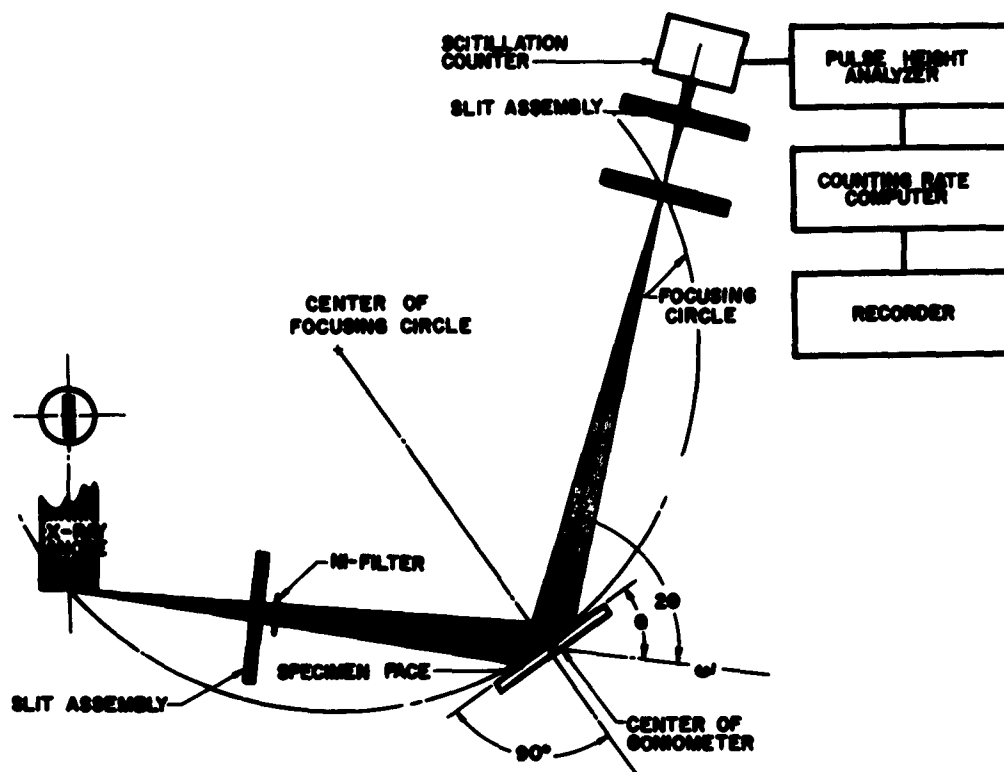 SCITILLATION
COUNTER
PULSE HEIGHT
ANALYZER
SLIT ASSEMBLY
COUNTING RATE
COMPUTER
CENTER OF
FOCUSING CIRCLE
FOCUSING
CIRCLE
RECORDER
X-RAY
NI-FILTER
2θ
θ
SPECIMEN FACE
ω
SLIT ASSEMBLY
CENTER OF
GONIOMETER
90°